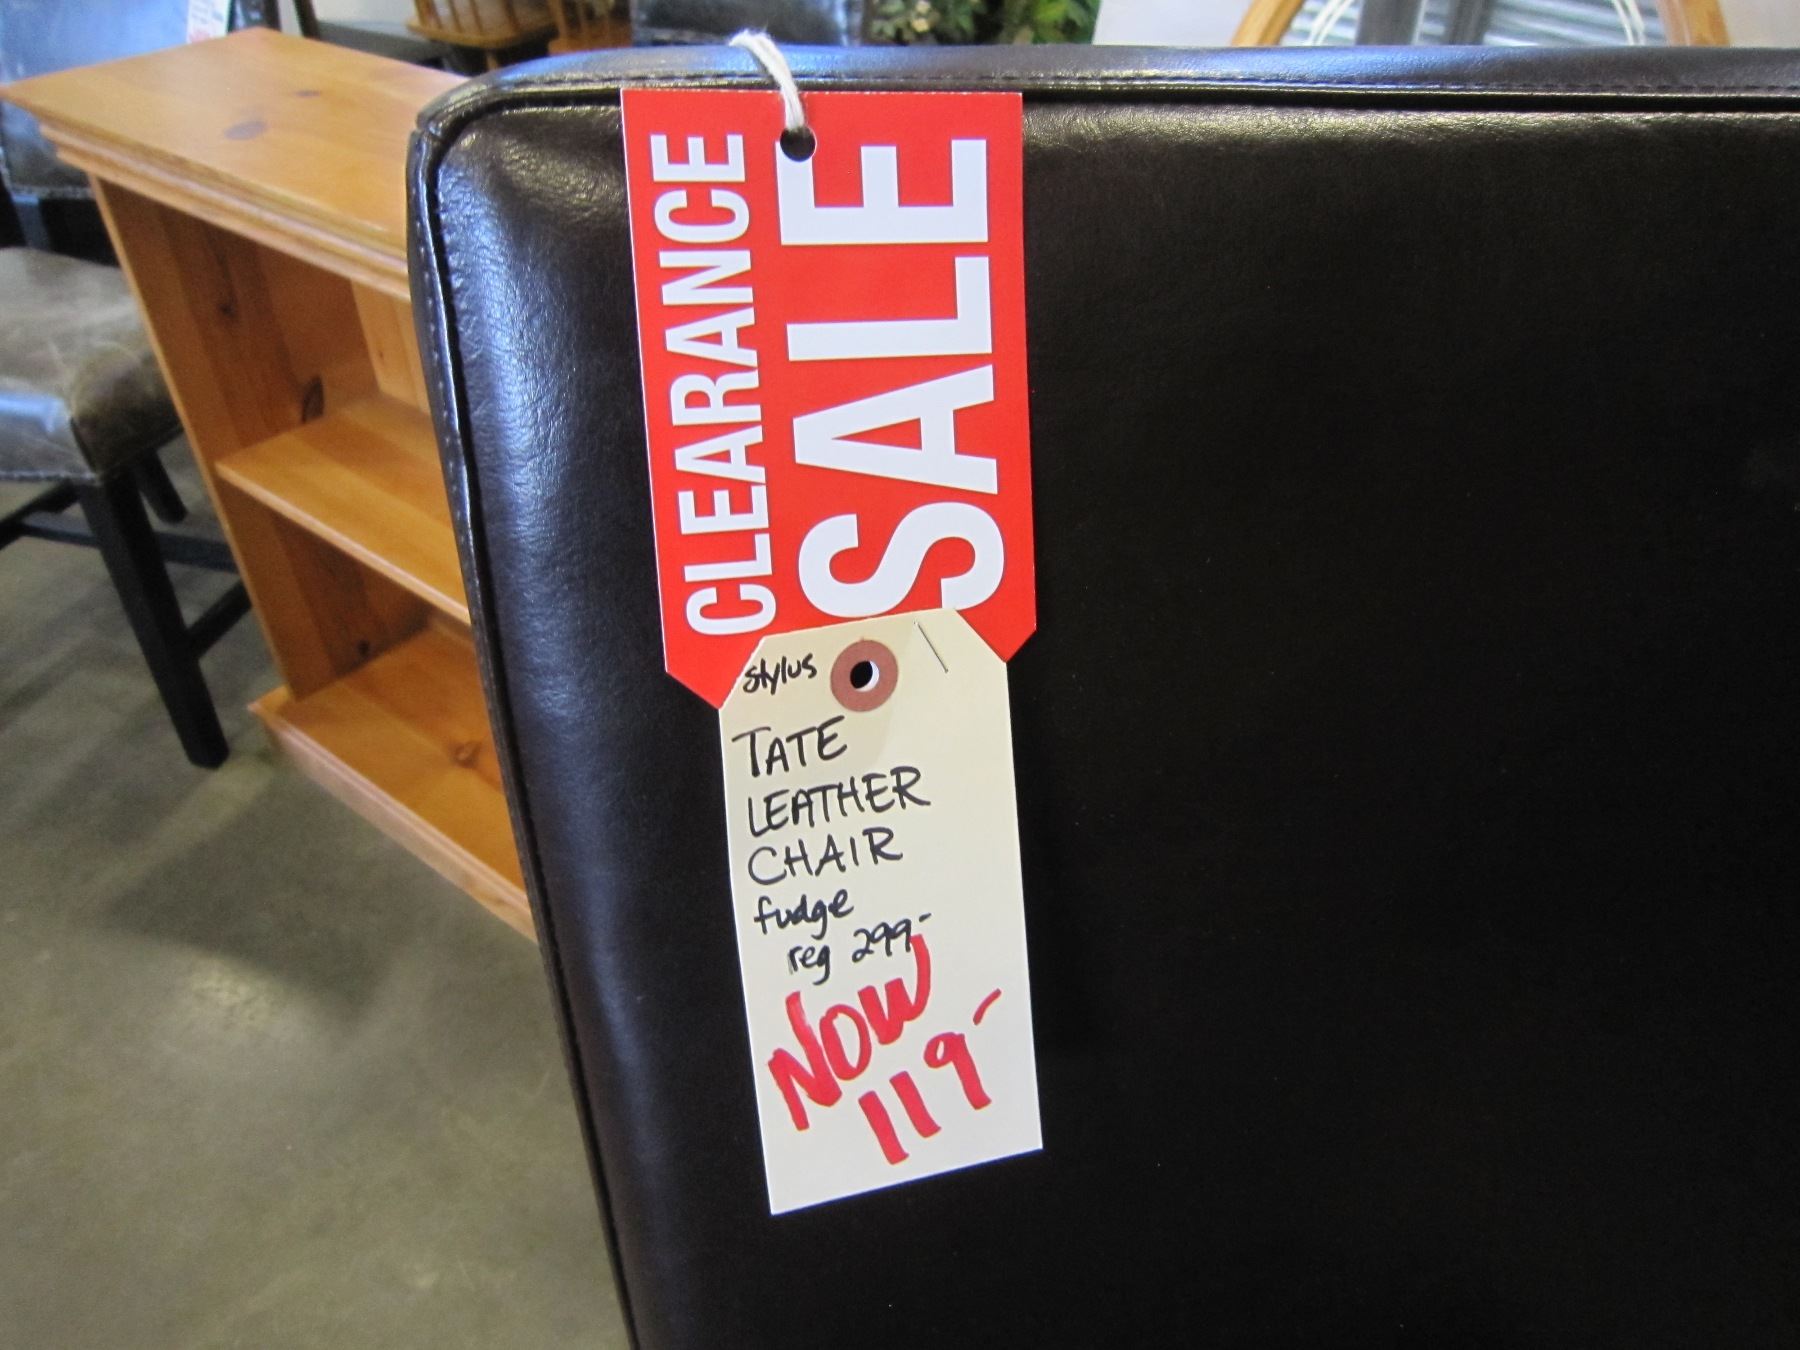 CLEARANCE
SALE
stylus
TATE
LEATHER
CHAIR
fudge
reg 299-
NOW
119-